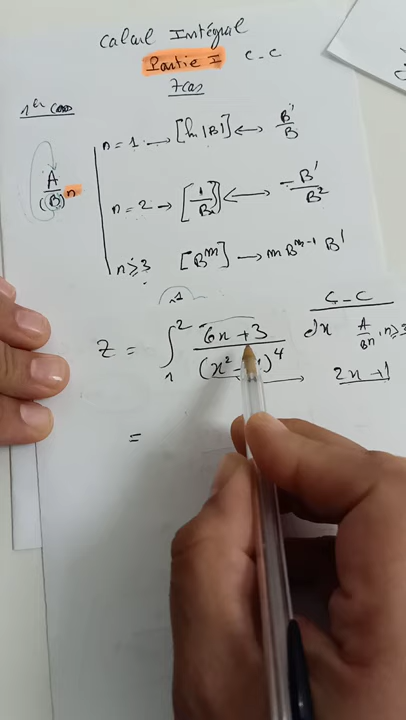 Calcul Intégral
Partie I C-C
7cas
1er cas
A/(B)^n
n = 1 → [ln|B|] ↔ B'/B
n = 2 → [1/B] ↔ -B'/B²
n ≥ 3 [B^m] → m B^(m-1) B'
C-C
Z = ∫₁² (6x + 3)/(x² )⁴ dx A/Bⁿ, n≥3
→ 2x + 1
=